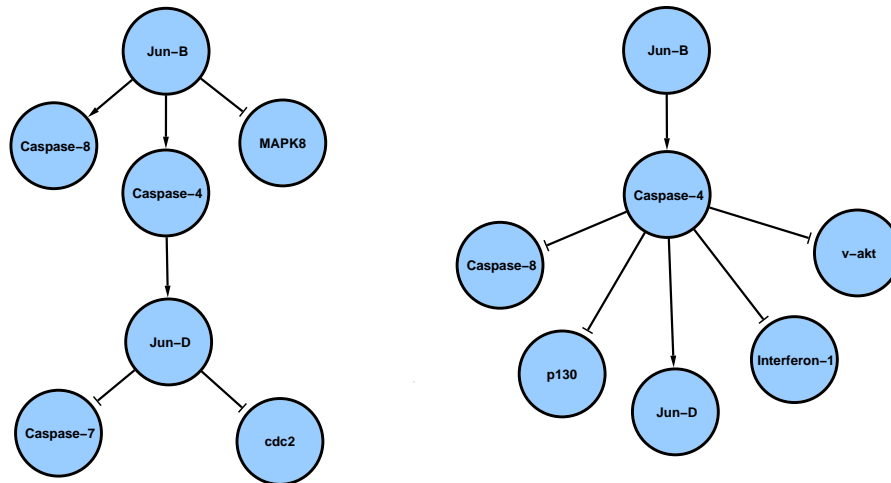 Jun−B
Caspase−8
MAPK8
Caspase−4
Jun−D
Caspase−7
cdc2
Jun−B
Caspase−4
v−akt
Caspase−8
Interferon−1
p130
Jun−D